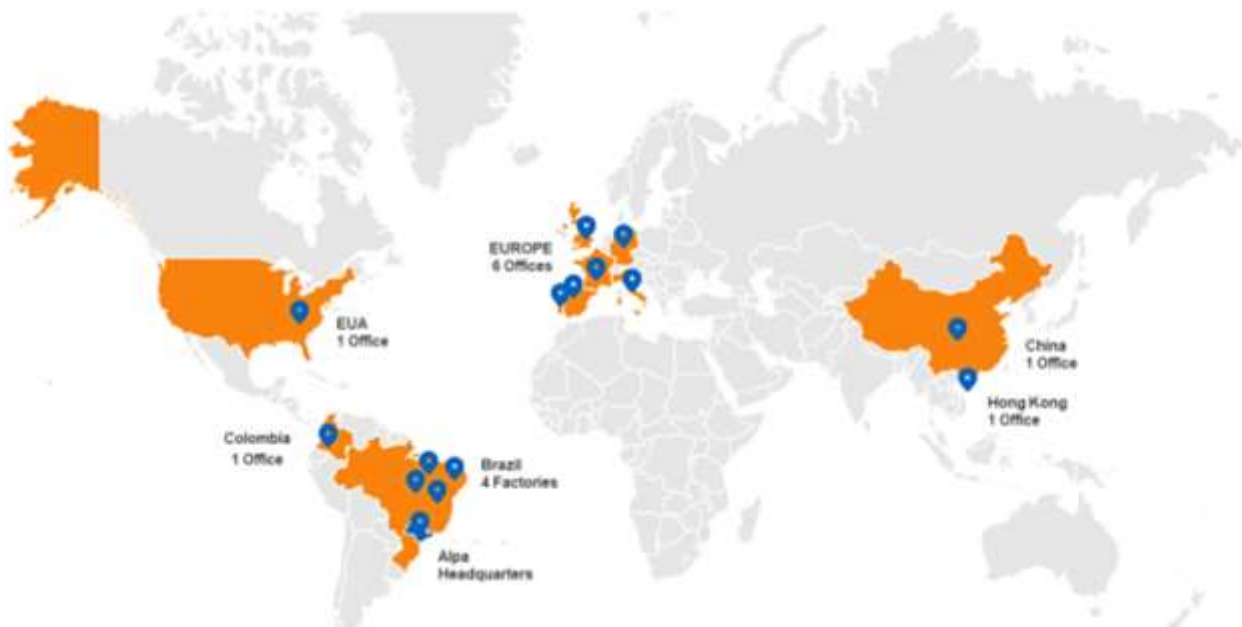 EUROPE
6 Offices
EUA
1 Office
China
1 Office
Hong Kong
1 Office
Colombia
1 Office
Brazil
4 Factories
Alpa
Headquarters